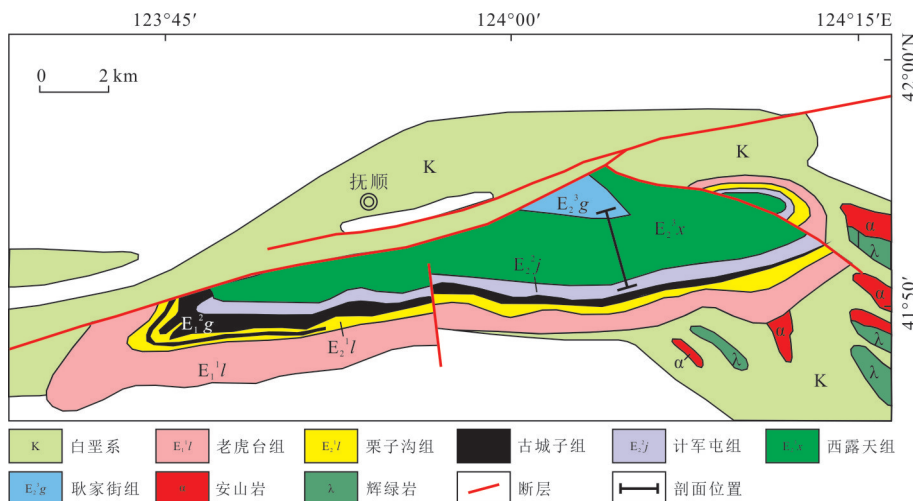 123°45′ 124°00′ 124°15′E
42°00′N
0 2 km
K
K
抚顺
E₂³g
E₂³x
α
λ
E₂²j
α
41°50′
E₁²g
E₂¹l
α
α
λ
λ
α
λ
E₁¹l
K
K 白垩系 E₁¹l 老虎台组 E₂¹l 栗子沟组 古城子组 E₂²j 计军屯组 E₂³x 西露天组
E₂³g 耿家街组 α 安山岩 λ 辉绿岩 断层 剖面位置